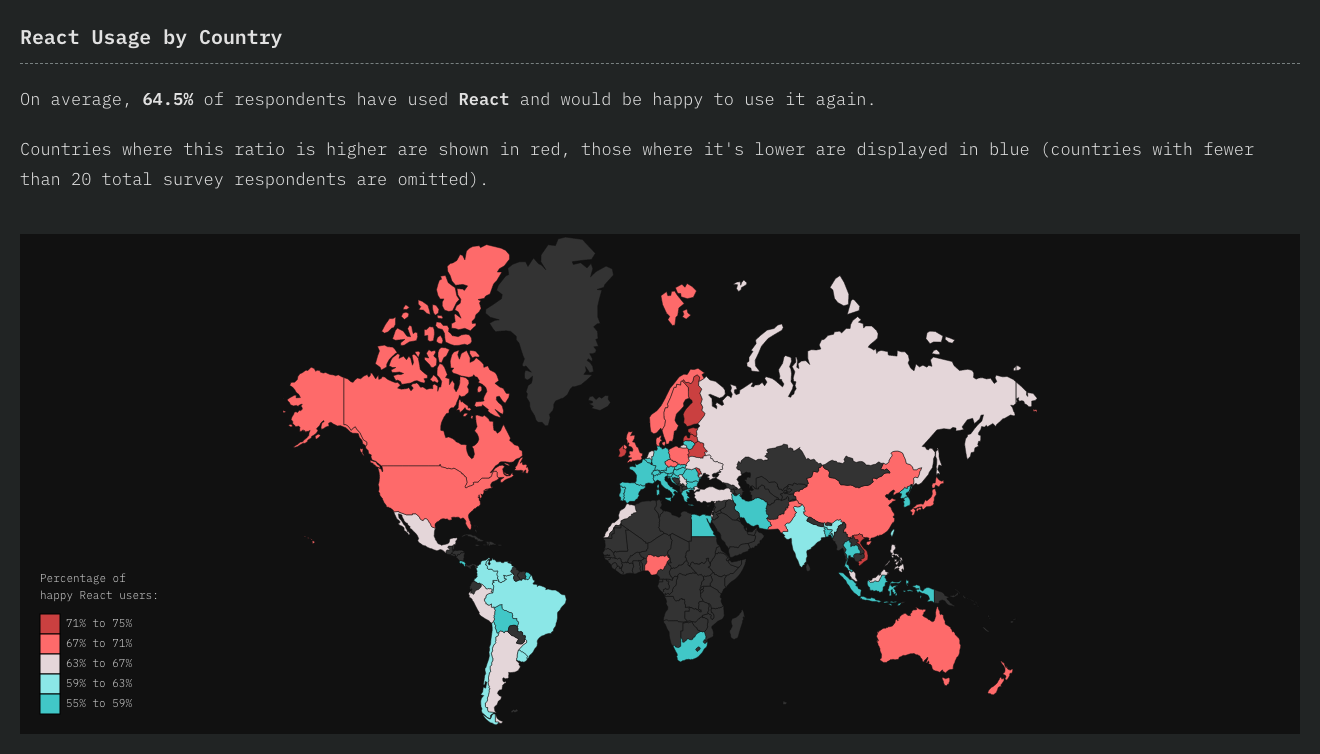 React Usage by Country
On average, 64.5% of respondents have used React and would be happy to use it again.
Countries where this ratio is higher are shown in red, those where it's lower are displayed in blue (countries with fewer
than 20 total survey respondents are omitted).
Percentage of
happy React users:
71% to 75%
67% to 71%
63% to 67%
59% to 63%
55% to 59%